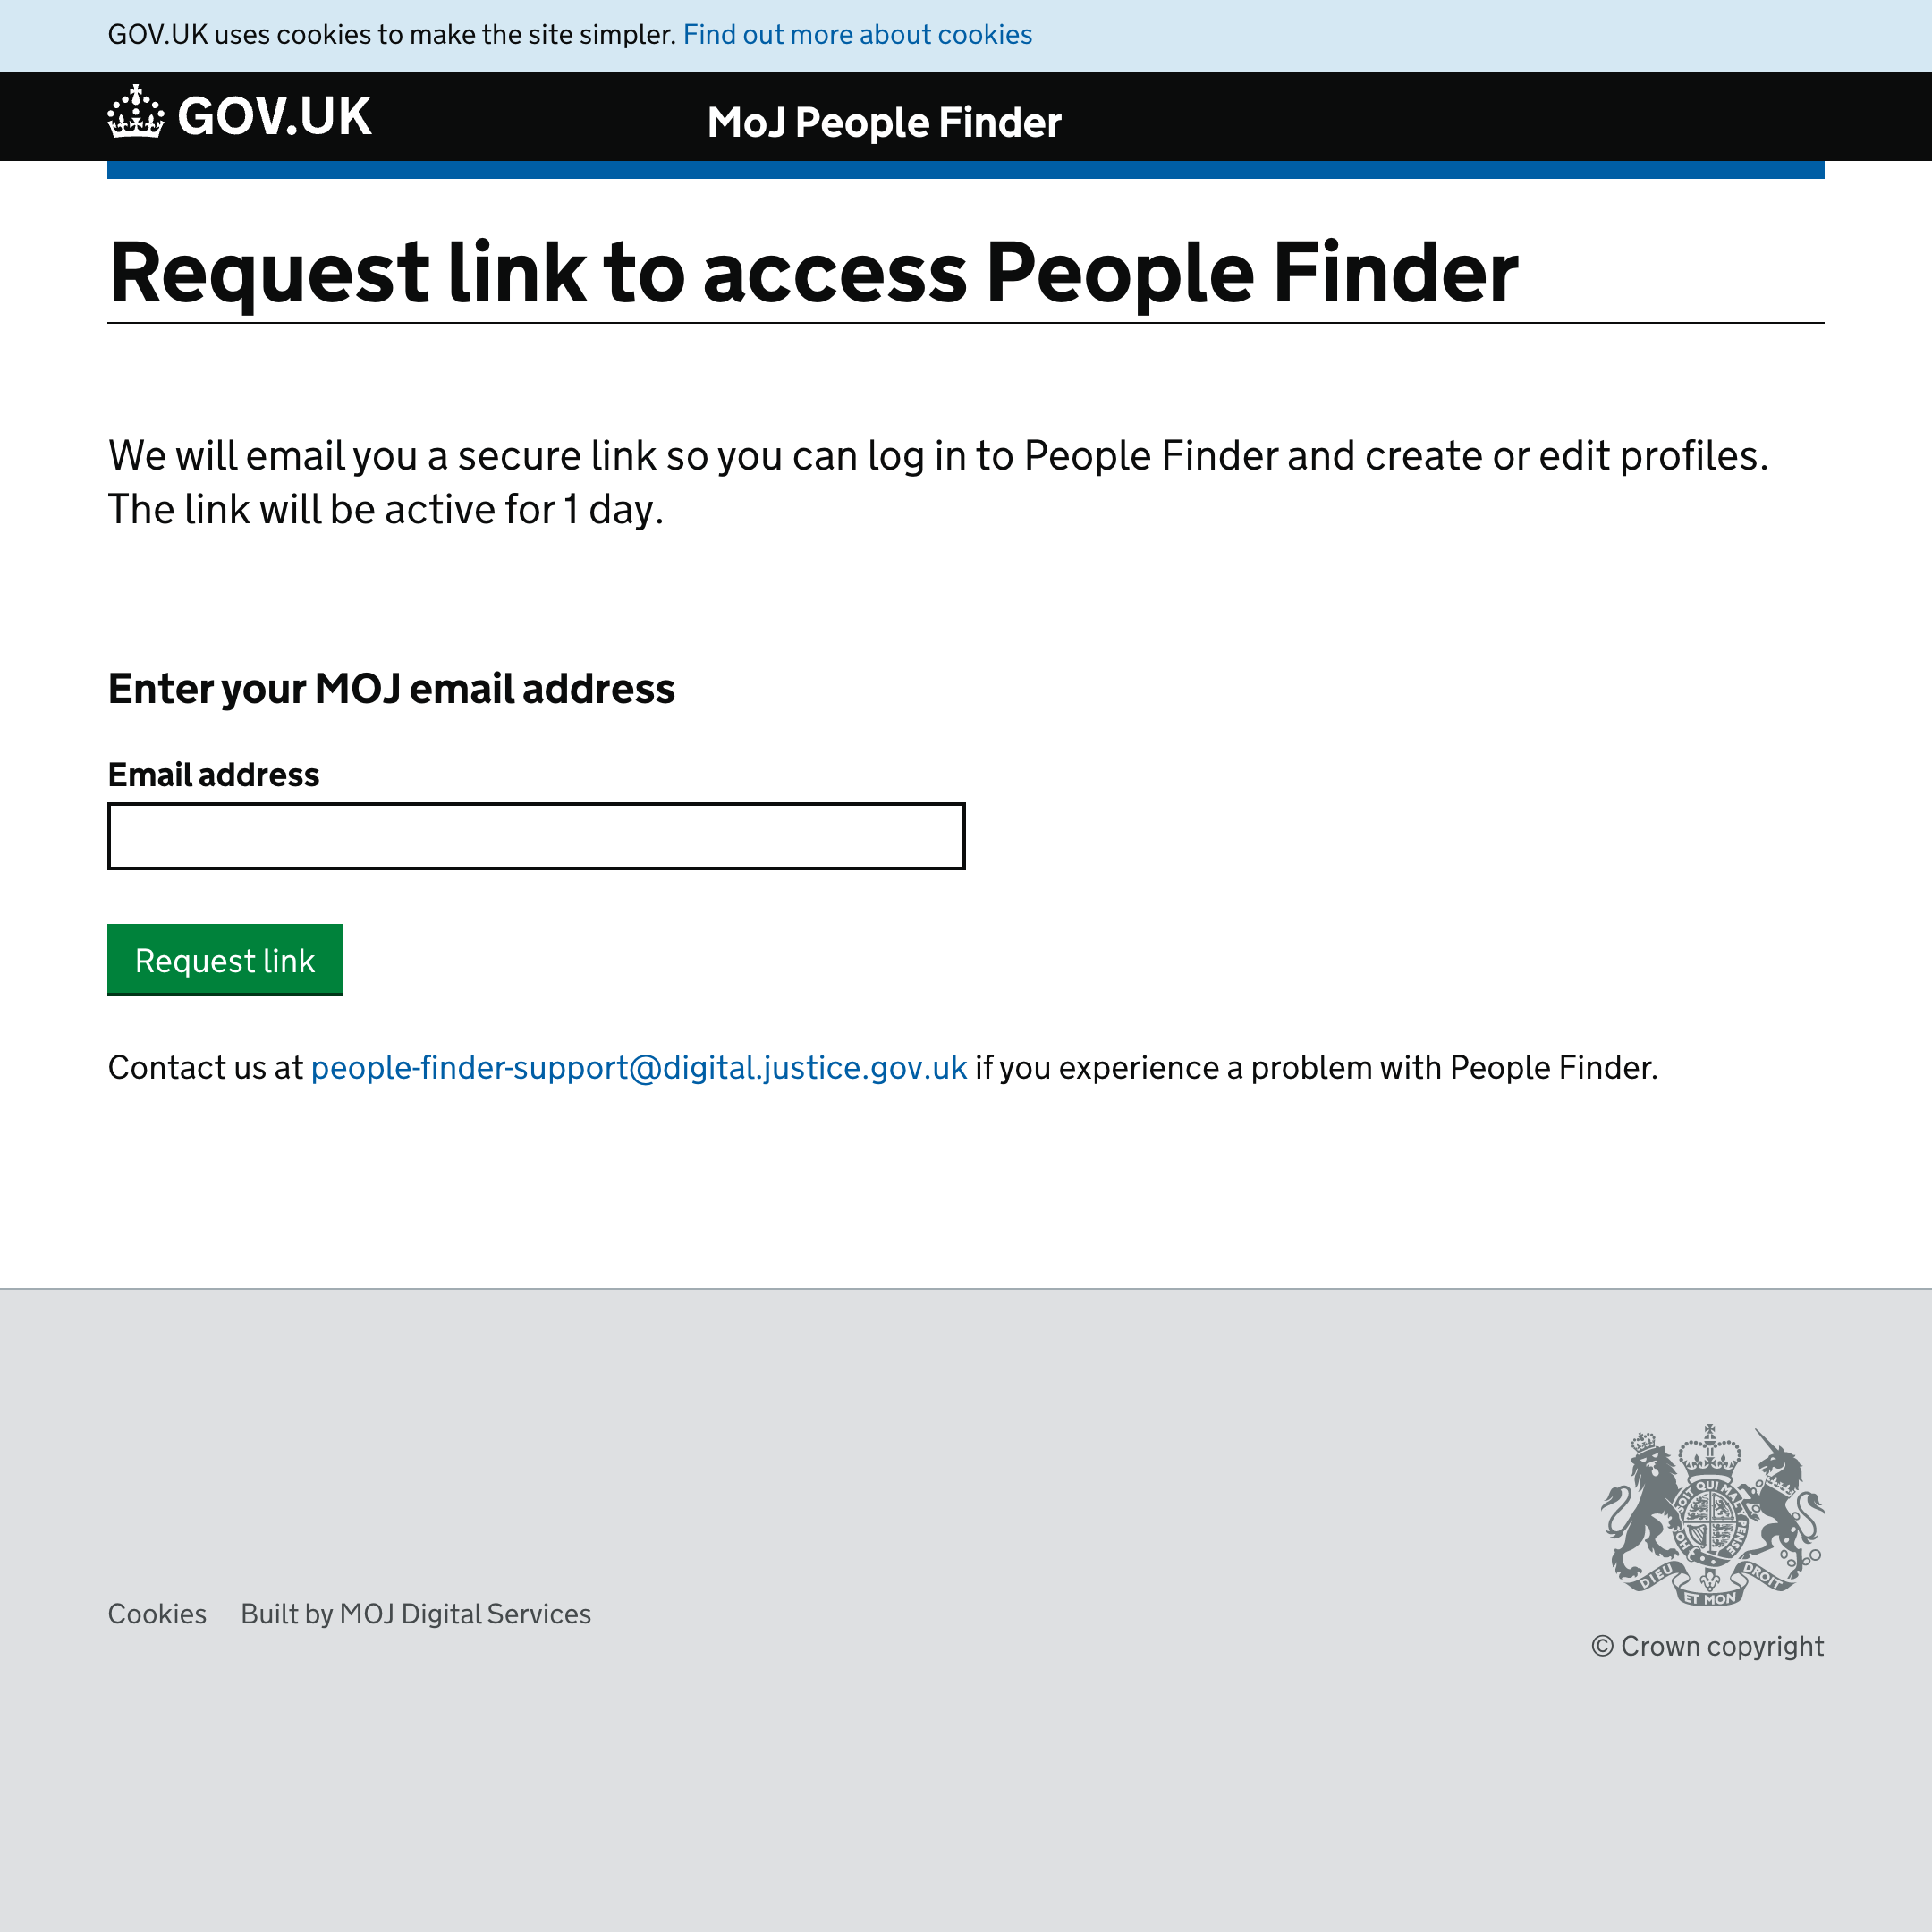 GOV.UK uses cookies to make the site simpler. Find out more about cookies
GOV.UK
MoJ People Finder
Request link to access People Finder
We will email you a secure link so you can log in to People Finder and create or edit profiles.
The link will be active for 1 day.
Enter your MOJ email address
Email address
Request link
Contact us at people-finder-support@digital.justice.gov.uk if you experience a problem with People Finder.
SOIT QUI MAL Y PENSE
DIEU ET MON DROIT
Cookies
Built by MOJ Digital Services
© Crown copyright